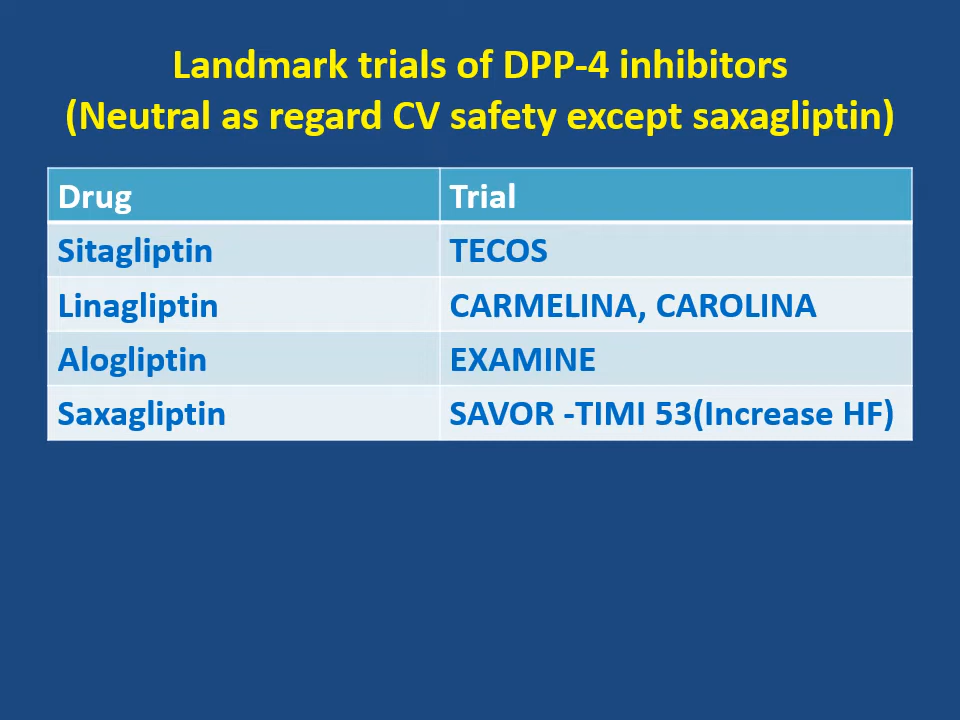 Landmark trials of DPP-4 inhibitors
(Neutral as regard CV safety except saxagliptin)
Drug Trial
Sitagliptin TECOS
Linagliptin CARMELINA, CAROLINA
Alogliptin EXAMINE
Saxagliptin SAVOR -TIMI 53(Increase HF)